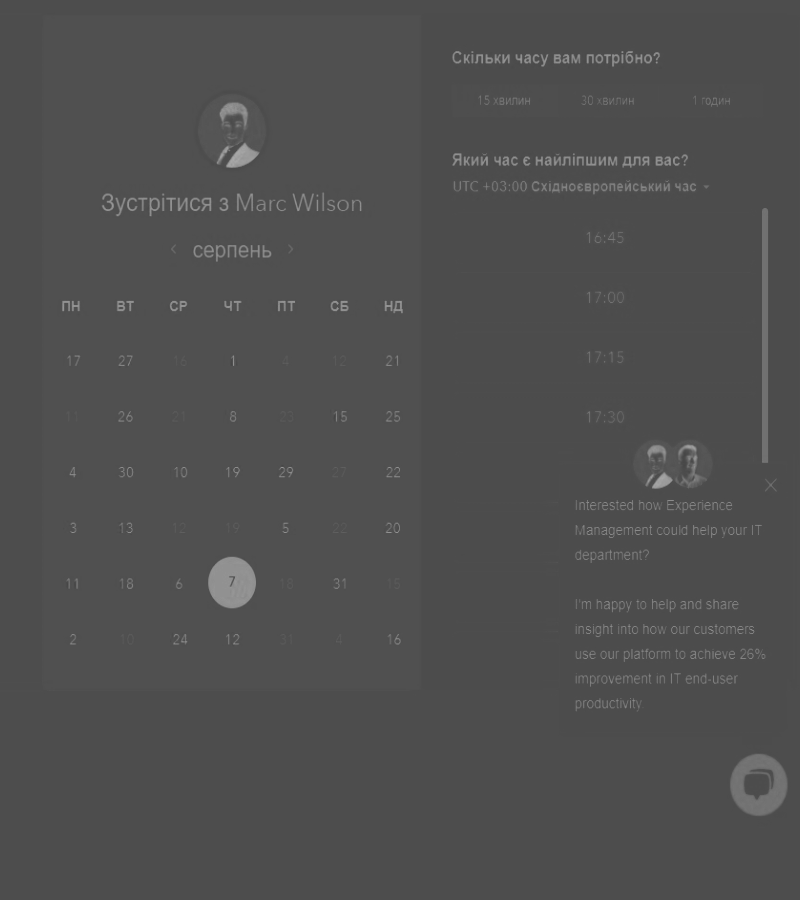 Зустрітися з Marc Wilson
серпень
ПН ВТ СР ЧТ ПТ СБ НД
17 27 16 1 4 12 21
11 26 21 8 23 15 25
4 30 10 19 29 27 22
3 13 12 19 5 22 20
11 18 6 7 18 31 15
2 10 24 12 31 4 16
Скільки часу вам потрібно?
15 хвилин 30 хвилин 1 годин
Який час є найліпшим для вас?
UTC +03:00 Східноєвропейський час
16:45
17:00
17:15
17:30
Interested how Experience
Management could help your IT
department?
I'm happy to help and share
insight into how our customers
use our platform to achieve 26%
improvement in IT end-user
productivity.